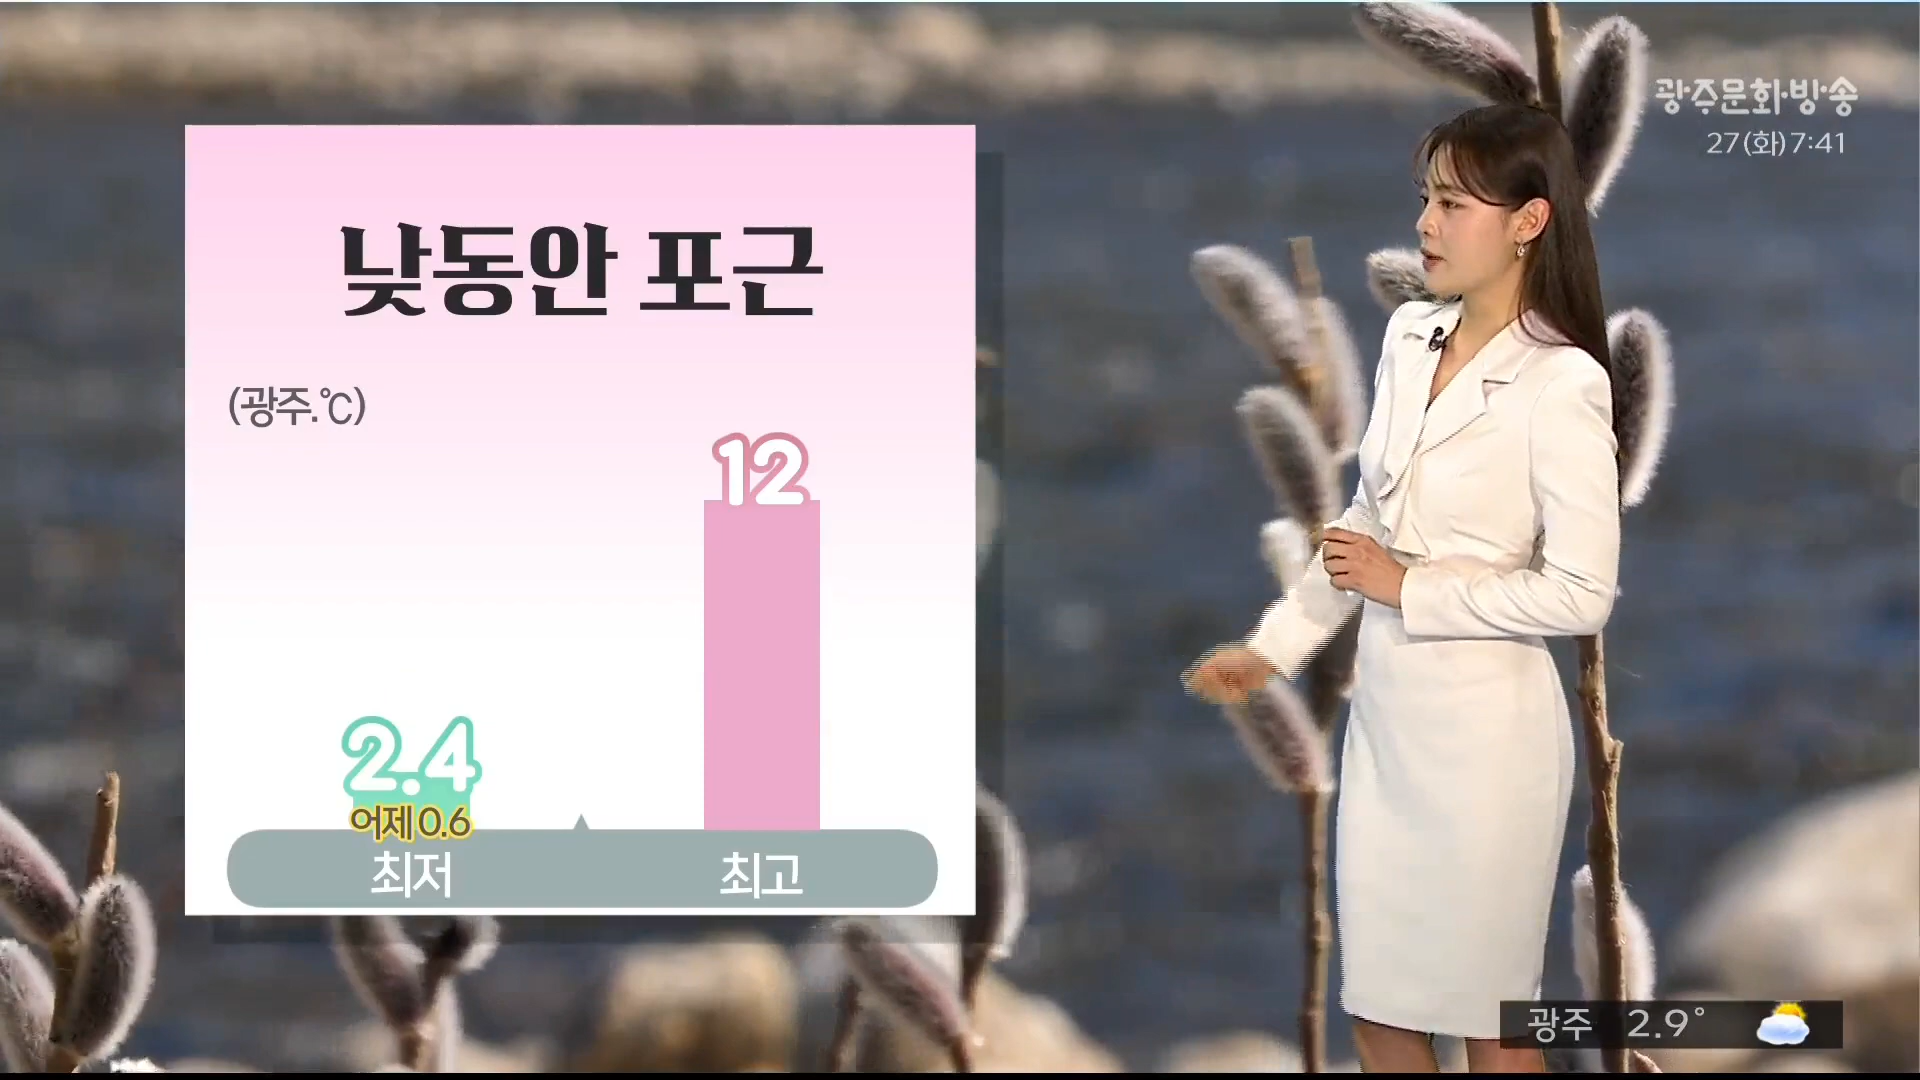 광주문화방송
27(화)7:41
낮동안 포근
(광주.℃)
12
2.4
어제 0.6
최저 최고
광주 2.9°